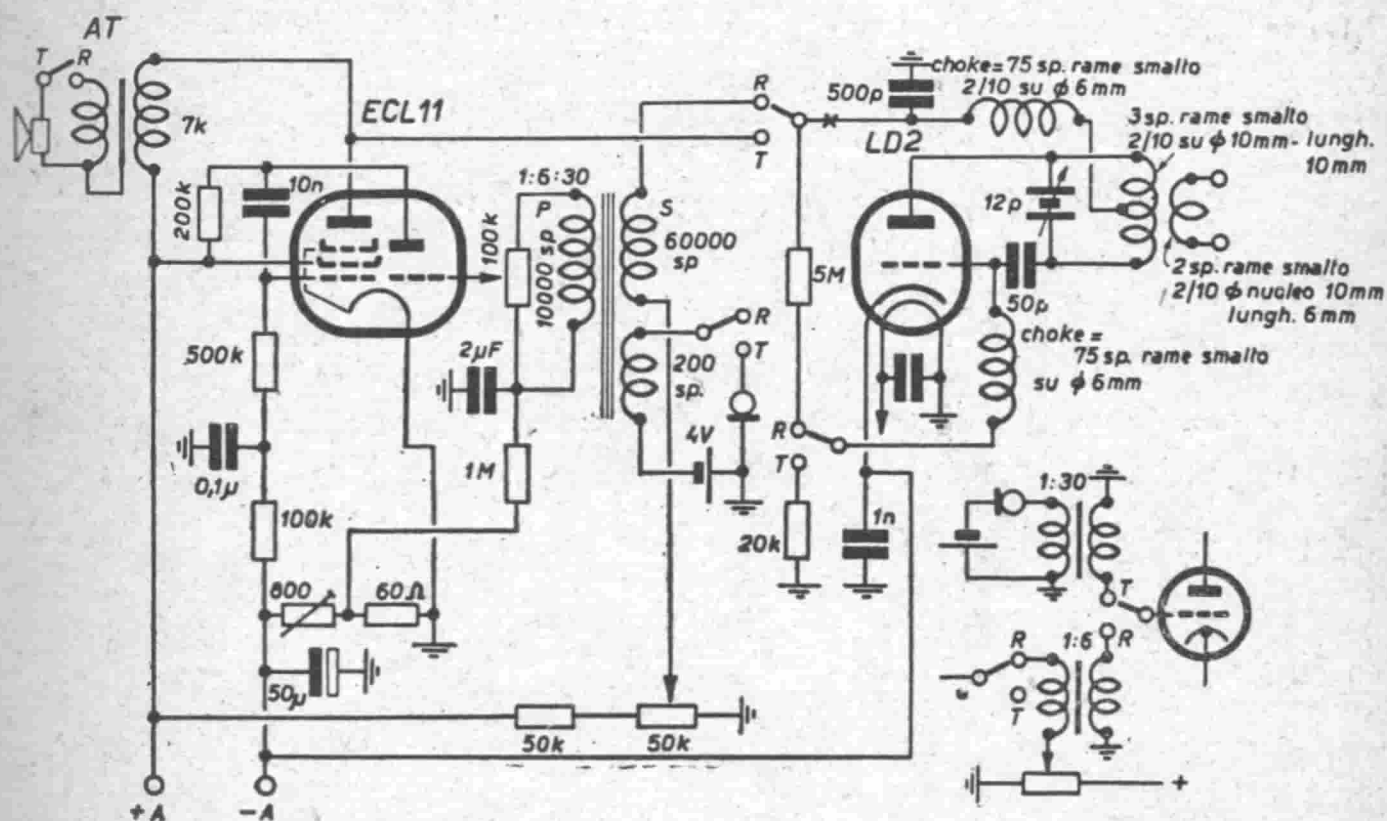 AT
T R
7k
ECL11
200k
10n
100k
1:6:30
P
10000 sp
S
60000
sp
R
T
500p
choke= 75 sp. rame smalto
2/10 su ϕ 6mm
LD2
3 sp. rame smalto
2/10 su ϕ 10mm - lungh.
10mm
12p
5M
50p
2 sp. rame smalto
2/10 ϕ nucleo 10mm
lungh. 6mm
choke =
75 sp. rame smalto
su ϕ 6mm
500k
2µF
R
T
200
sp.
4V
R
T
0,1µ
1M
100k
20k
1n
1:30
800
60Ω
T
R
1:6
R
T
50µ
50k
50k
+
+A
-A